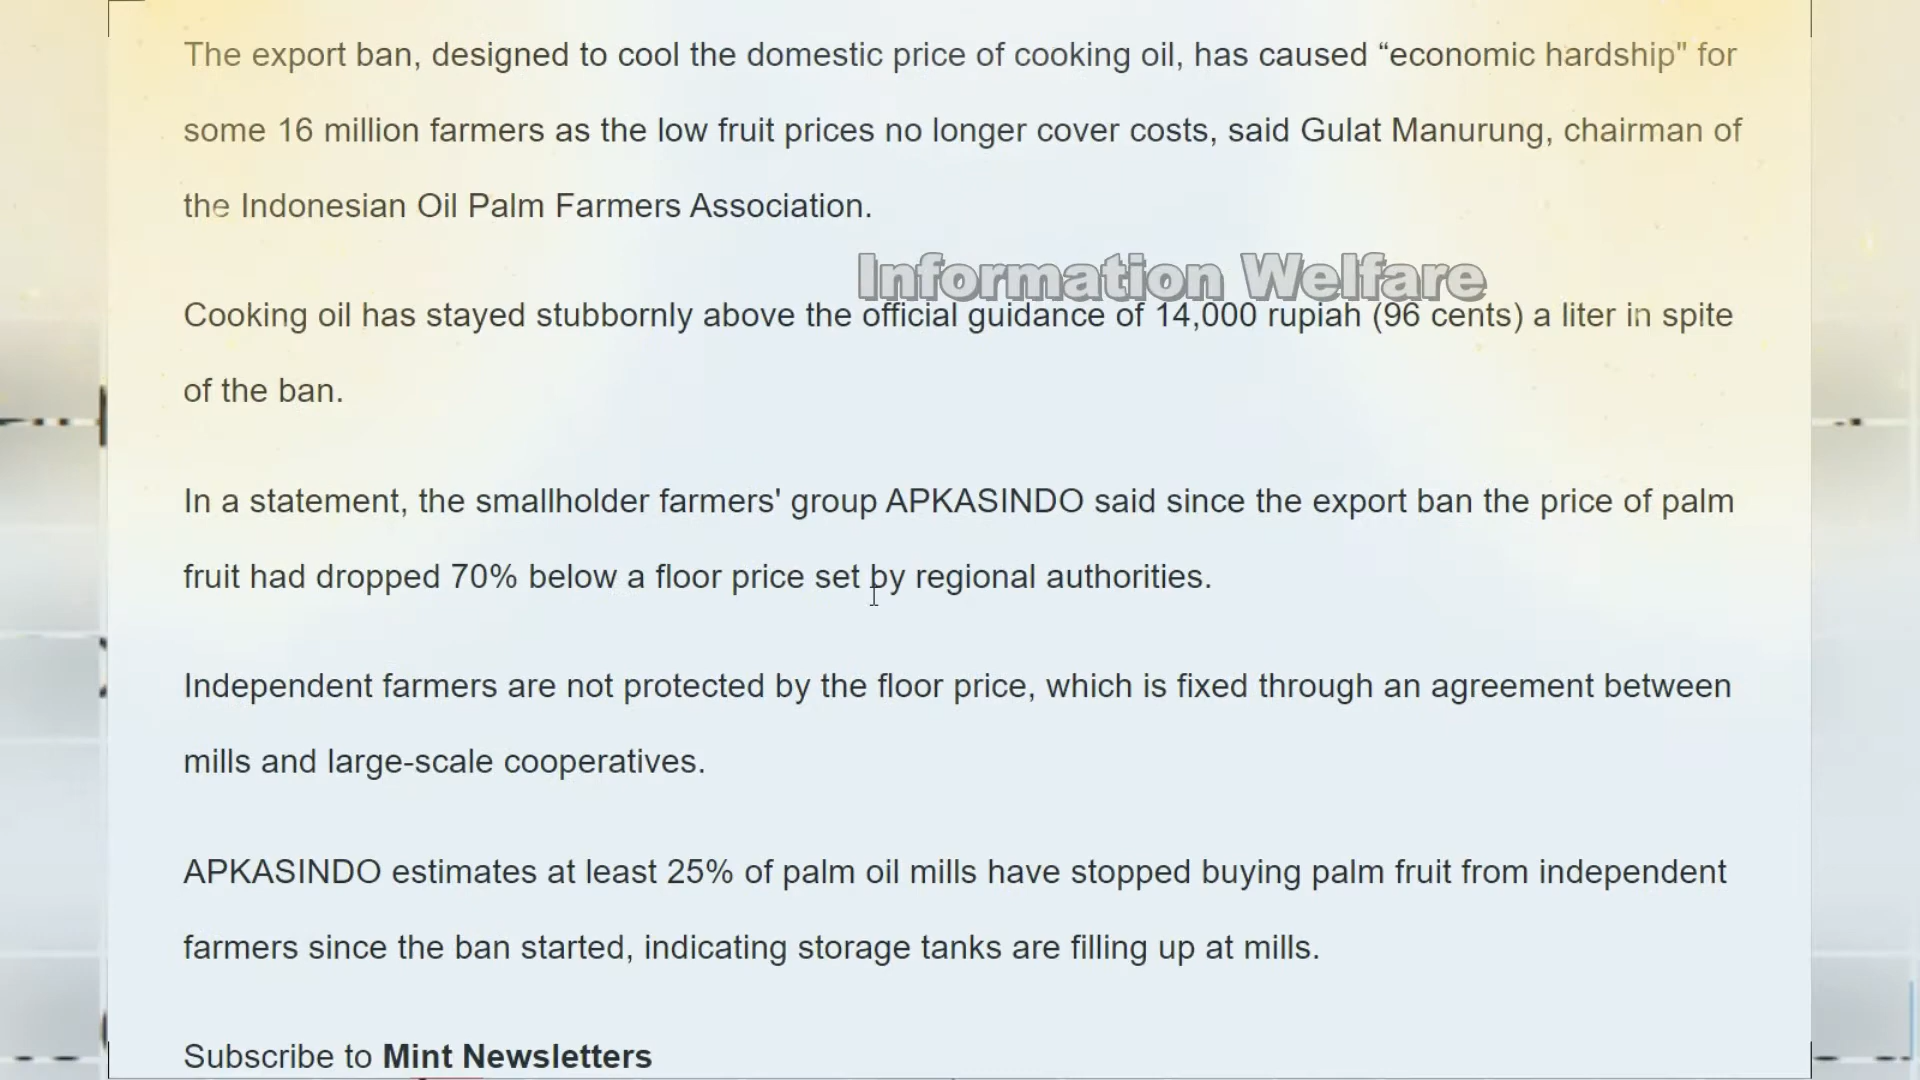 The export ban, designed to cool the domestic price of cooking oil, has caused “economic hardship" for
some 16 million farmers as the low fruit prices no longer cover costs, said Gulat Manurung, chairman of
the Indonesian Oil Palm Farmers Association.
Information Welfare
Cooking oil has stayed stubbornly above the official guidance of 14,000 rupiah (96 cents) a liter in spite
of the ban.
In a statement, the smallholder farmers' group APKASINDO said since the export ban the price of palm
fruit had dropped 70% below a floor price set by regional authorities.
Independent farmers are not protected by the floor price, which is fixed through an agreement between
mills and large-scale cooperatives.
APKASINDO estimates at least 25% of palm oil mills have stopped buying palm fruit from independent
farmers since the ban started, indicating storage tanks are filling up at mills.
Subscribe to Mint Newsletters